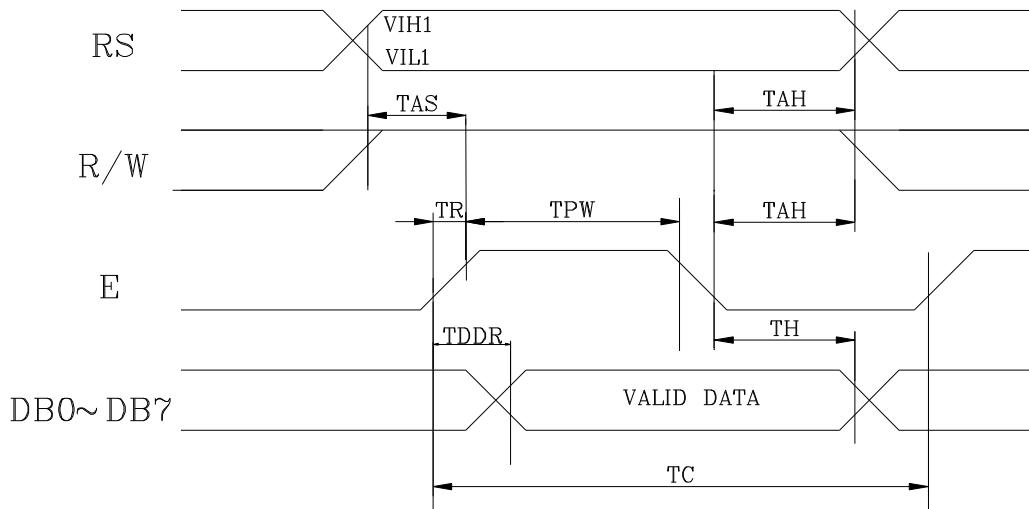 RS
VIH1
VIL1
TAS
TAH
R/W
TR
TPW
TAH
E
TDDR
TH
DB0~DB7
VALID DATA
TC